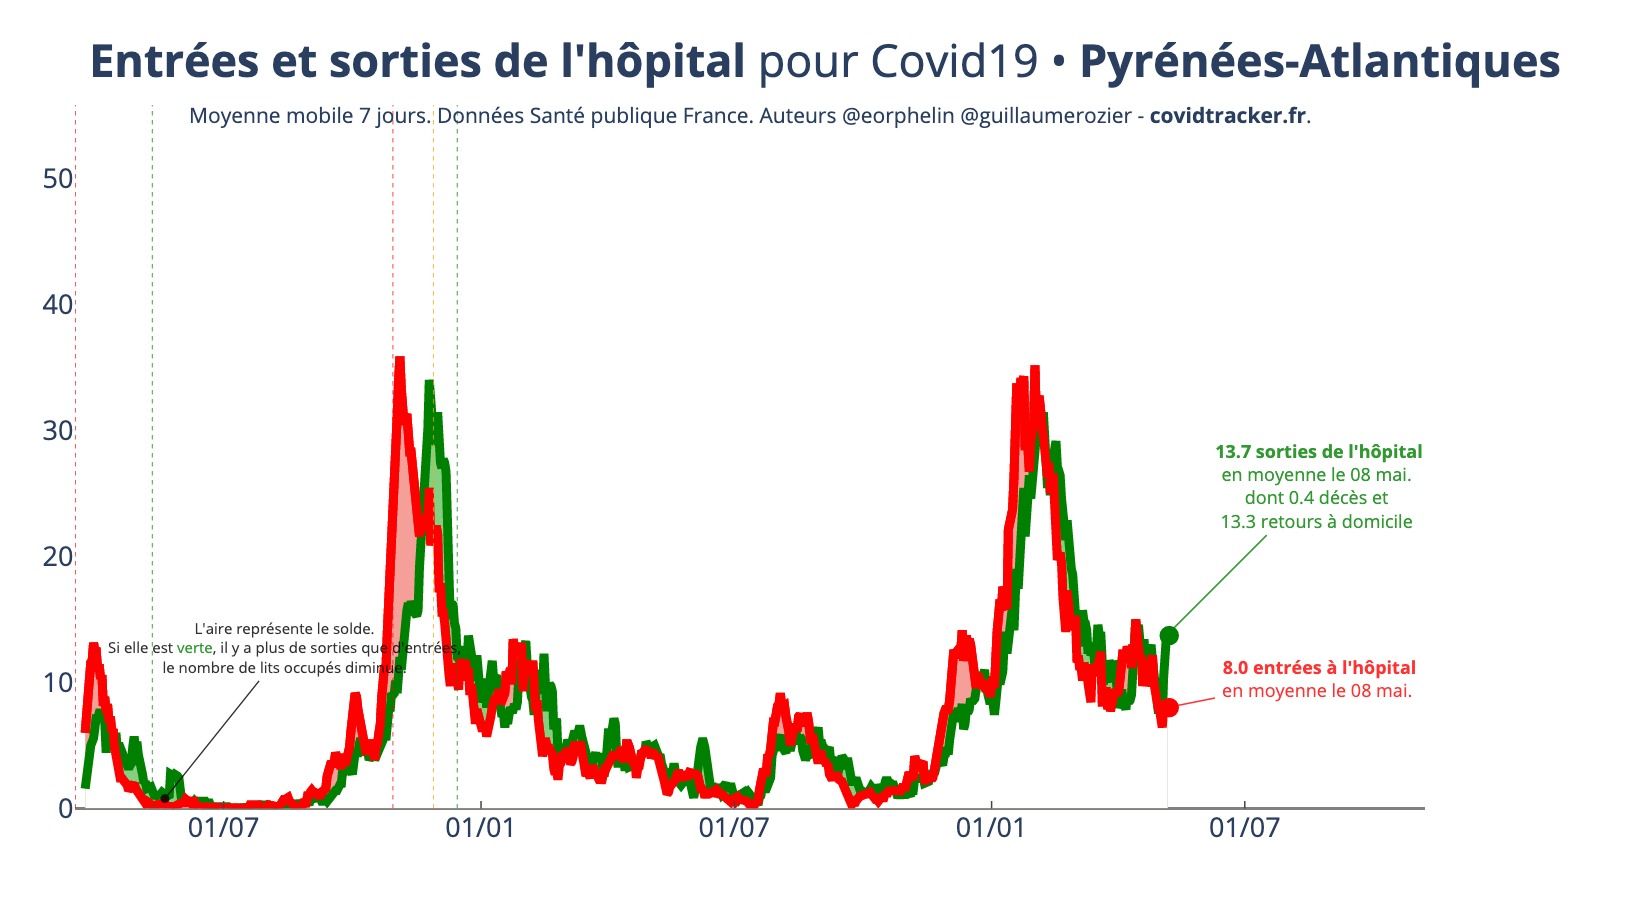 Entrées et sorties de l'hôpital pour Covid19 • Pyrénées-Atlantiques
Moyenne mobile 7 jours. Données Santé publique France. Auteurs @eorphelin @guillaumerozier - covidtracker.fr.
50
40
30
20
10
0
L'aire représente le solde.
Si elle est verte, il y a plus de sorties que d'entrées,
le nombre de lits occupés diminue.
13.7 sorties de l'hôpital
en moyenne le 08 mai.
dont 0.4 décès et
13.3 retours à domicile
8.0 entrées à l'hôpital
en moyenne le 08 mai.
01/07 01/01 01/07 01/01 01/07